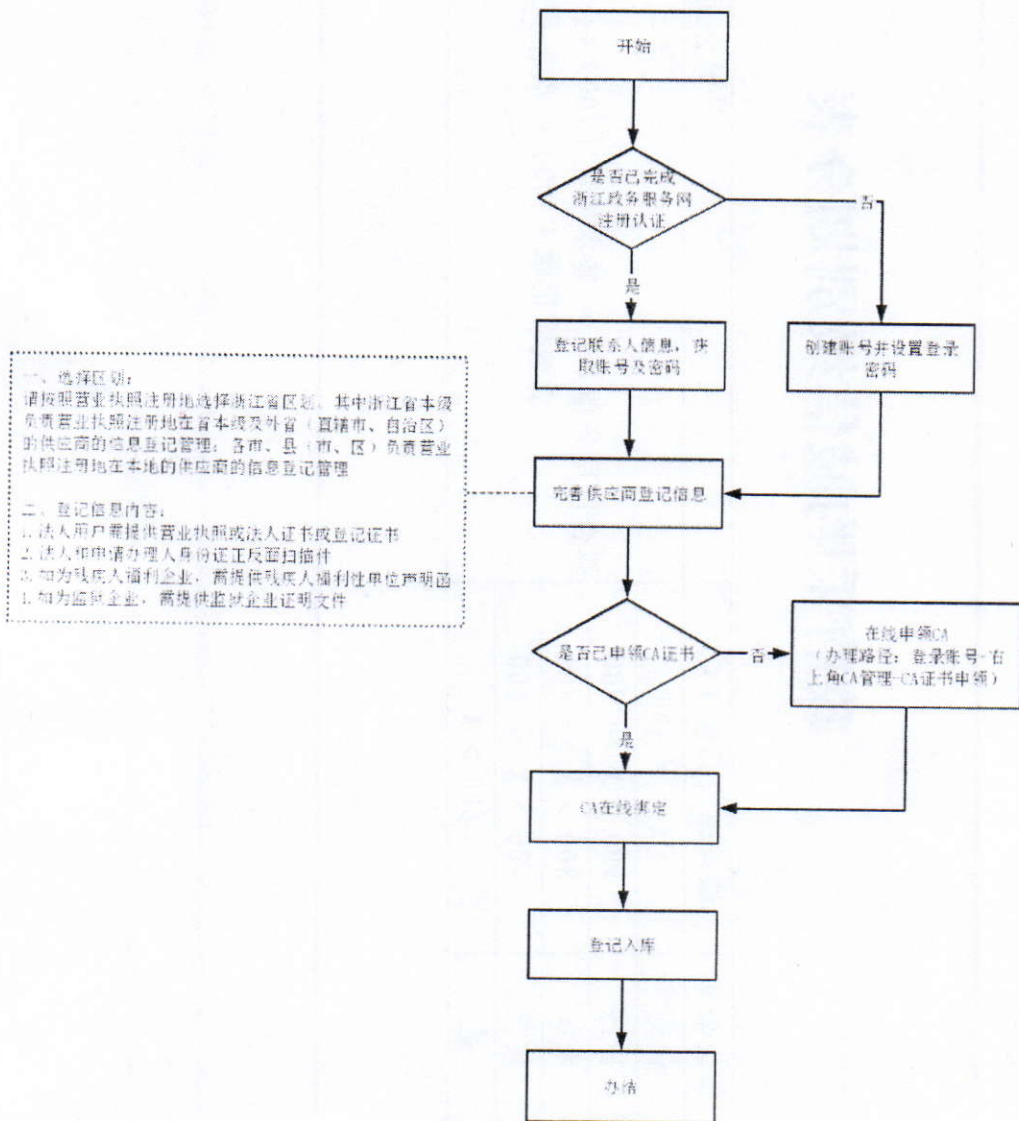 开始
是否已完成
浙江政务服务网
注册认证
否
是
登记联系人信息，获
取账号及密码
创建账号并设置登录
密码
一、选择区划：
请按照营业执照注册地选择浙江省区划，其中浙江省本级
负责营业执照注册地在省本级及外省（直辖市、自治区）
的供应商的信息登记管理；各市、县（市、区）负责营业
执照注册地在本地的供应商的信息登记管理
二、登记信息内容：
1.法人用户需提供营业执照或法人证书或登记证书
2.法人和申请办理人身份证正反面扫描件
3.如为残疾人福利企业，需提供残疾人福利性单位声明函
4.如为监狱企业，需提供监狱企业证明文件
完善供应商登记信息
是否已申领CA证书
否
在线申领CA
（办理路径：登录账号-右
上角CA管理-CA证书申领）
是
CA在线绑定
登记入库
办结